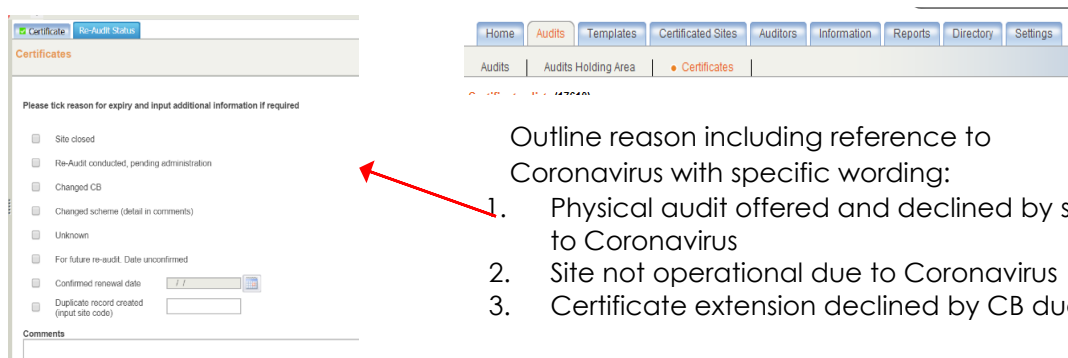 Certificate Re-Audit Status
Certificates
Please tick reason for expiry and input additional information if required
Site closed
Re-Audit conducted, pending administration
Changed CB
Changed scheme (detail in comments)
Unknown
For future re-audit. Date unconfirmed
Confirmed renewal date / /
Duplicate record created
(input site code)
Comments
Home Audits Templates Certificated Sites Auditors Information Reports Directory Settings
Audits Audits Holding Area • Certificates
Outline reason including reference to
Coronavirus with specific wording:
1. Physical audit offered and declined by s
to Coronavirus
2. Site not operational due to Coronavirus
3. Certificate extension declined by CB du